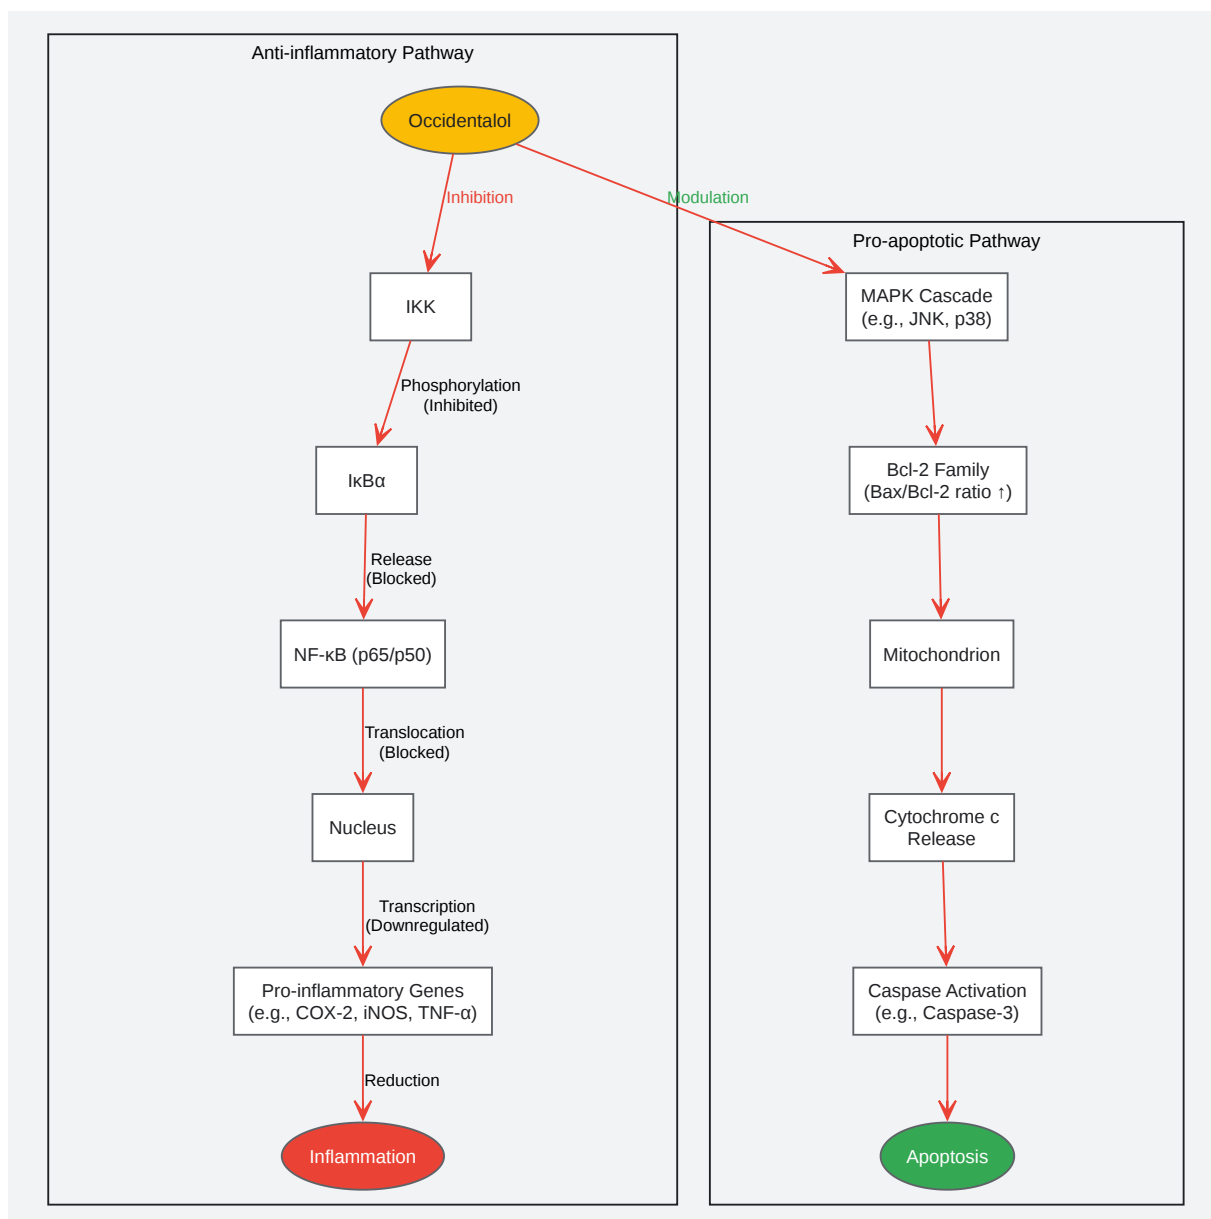 Anti-inflammatory Pathway
Occidentalol
Inhibition
Modulation
IKK
Phosphorylation
(Inhibited)
IκBα
Release
(Blocked)
NF-κB (p65/p50)
Translocation
(Blocked)
Nucleus
Transcription
(Downregulated)
Pro-inflammatory Genes
(e.g., COX-2, iNOS, TNF-α)
Reduction
Inflammation
Pro-apoptotic Pathway
MAPK Cascade
(e.g., JNK, p38)
Bcl-2 Family
(Bax/Bcl-2 ratio ↑)
Mitochondrion
Cytochrome c
Release
Caspase Activation
(e.g., Caspase-3)
Apoptosis